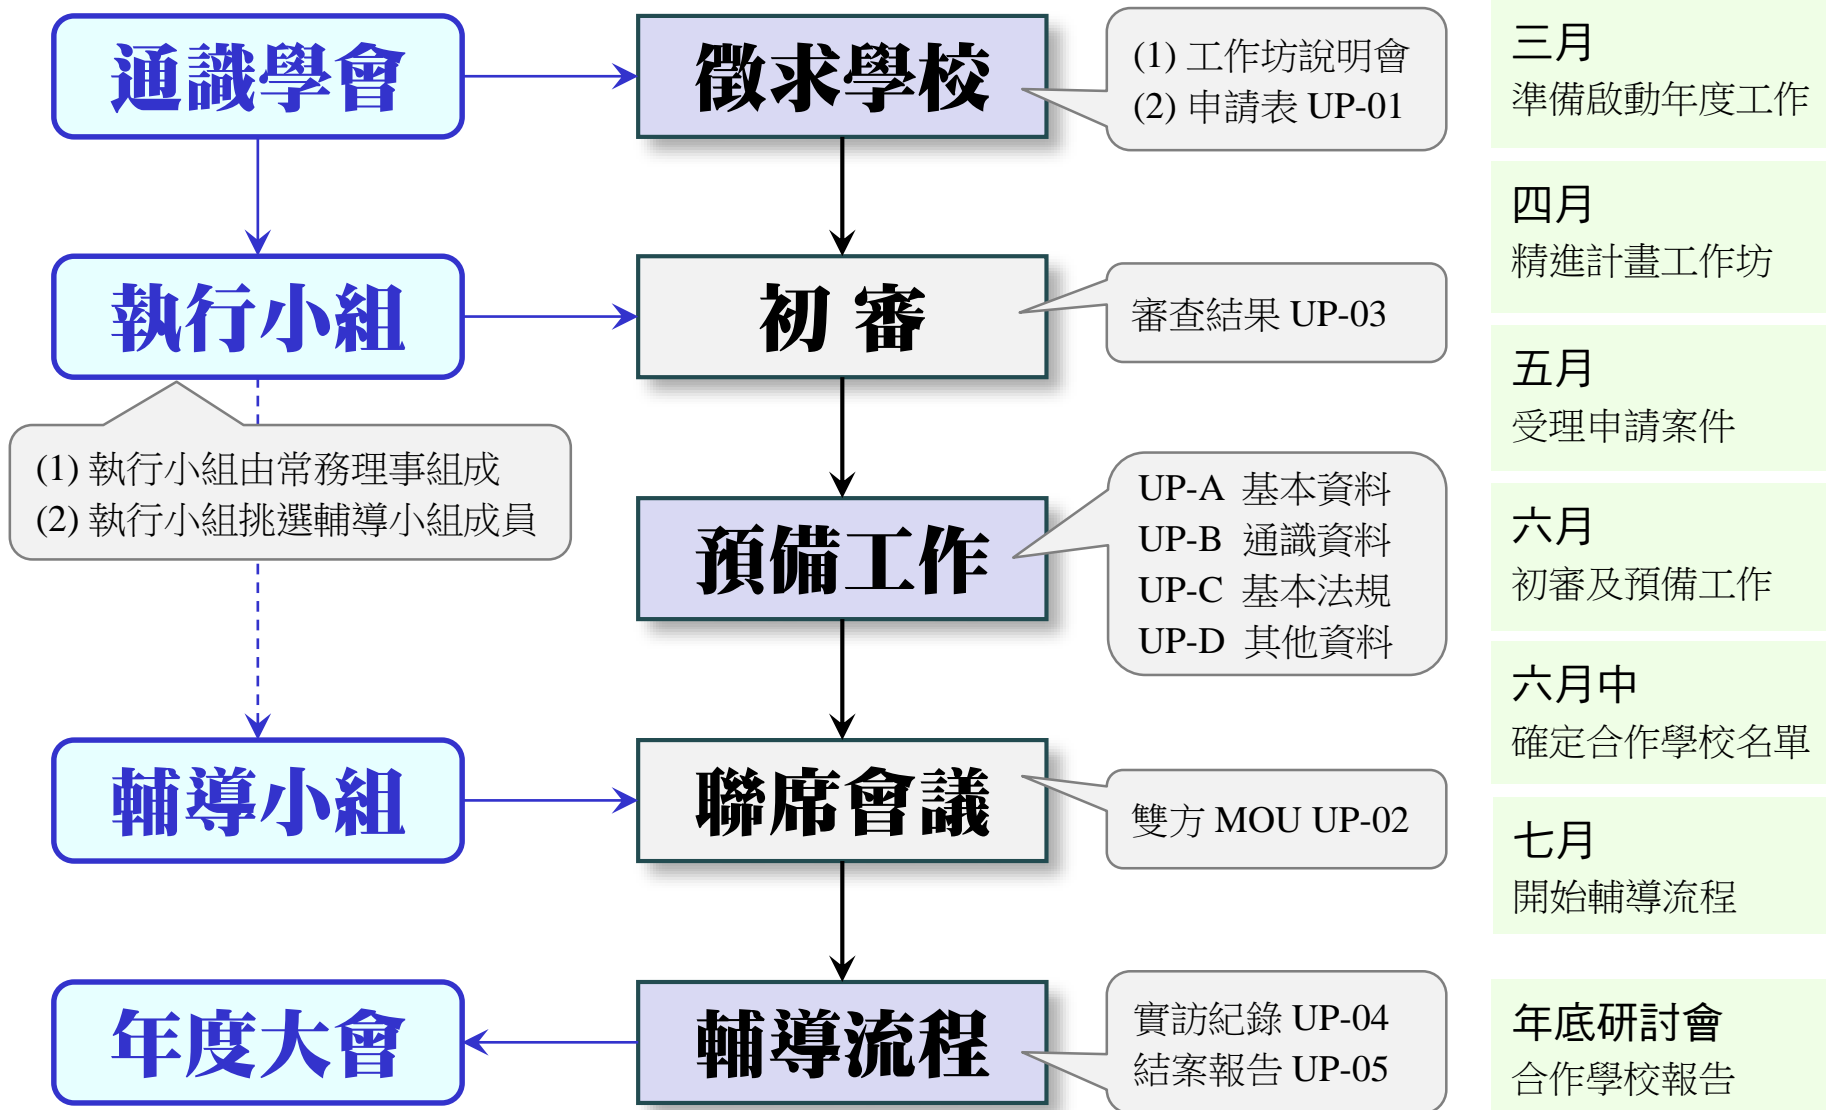 通識學會
徵求學校
(1) 工作坊說明會
(2) 申請表 UP-01
三月
準備啟動年度工作
四月
精進計畫工作坊
執行小組
初 審
審查結果 UP-03
五月
受理申請案件
(1) 執行小組由常務理事組成
(2) 執行小組挑選輔導小組成員
預備工作
UP-A 基本資料
UP-B 通識資料
UP-C 基本法規
UP-D 其他資料
六月
初審及預備工作
六月中
確定合作學校名單
輔導小組
聯席會議
雙方 MOU UP-02
七月
開始輔導流程
年度大會
輔導流程
實訪紀錄 UP-04
結案報告 UP-05
年底研討會
合作學校報告